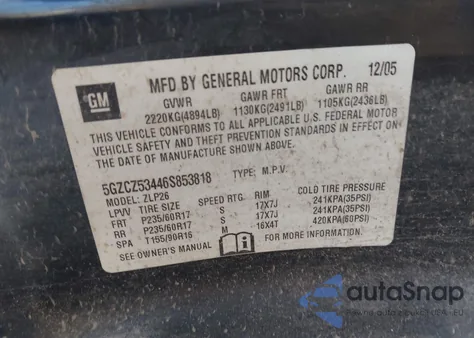 GM
MFD BY GENERAL MOTORS CORP. 12/05
GVWR GAWR FRT GAWR RR
2220KG(4894LB) 1130KG(2491LB) 1105KG(2436LB)
THIS VEHICLE CONFORMS TO ALL APPLICABLE U.S. FEDERAL MOTOR
VEHICLE SAFETY AND THEFT PREVENTION STANDARDS IN EFFECT ON
THE DATE OF MANUFACTURE SHOWN ABOVE.
5GZCZ53446S853818 TYPE: M.P.V.
MODEL: ZLP26
LPVV TIRE SIZE SPEED RTG. RIM COLD TIRE PRESSURE
FRT P235/60R17 S 17X7J 241KPA(35PSI)
RR P235/60R17 S 17X7J 241KPA(35PSI)
SPA T155/90R16 M 16X4T 420KPA(60PSI)
SEE OWNER'S MANUAL FOR MORE INFORMATION.
autoSnap